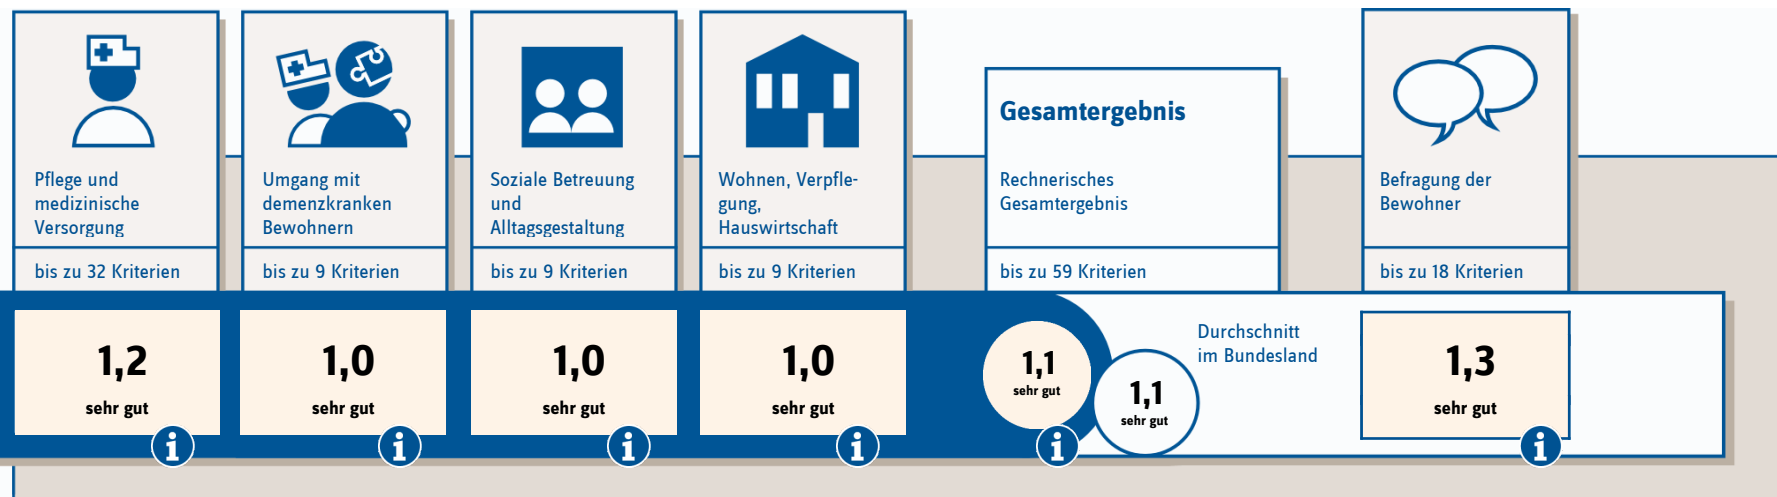 Pflege und
medizinische
Versorgung
bis zu 32 Kriterien
1,2
sehr gut
i
Umgang mit
demenzkranken
Bewohnern
bis zu 9 Kriterien
1,0
sehr gut
i
Soziale Betreuung
und
Alltagsgestaltung
bis zu 9 Kriterien
1,0
sehr gut
i
Wohnen, Verpfle-
gung,
Hauswirtschaft
bis zu 9 Kriterien
1,0
sehr gut
i
Gesamtergebnis
Rechnerisches
Gesamtergebnis
bis zu 59 Kriterien
1,1
sehr gut
i
1,1
sehr gut
Durchschnitt
im Bundesland
Befragung der
Bewohner
bis zu 18 Kriterien
1,3
sehr gut
i